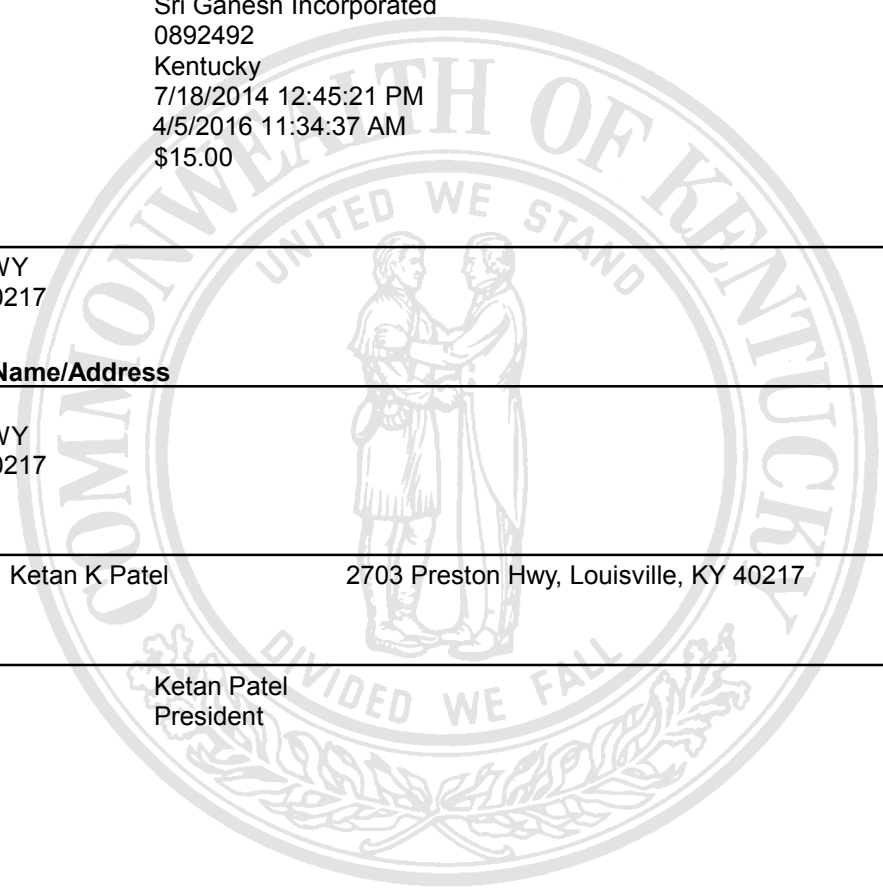 Sri Ganesh Incorporated
0892492
Kentucky
7/18/2014 12:45:21 PM
4/5/2016 11:34:37 AM
$15.00
WY
0217
Name/Address
WY
0217
Ketan K Patel 2703 Preston Hwy, Louisville, KY 40217
Ketan Patel
President
COMMONWEALTH OF KENTUCKY
UNITED WE STAND
DIVIDED WE FALL